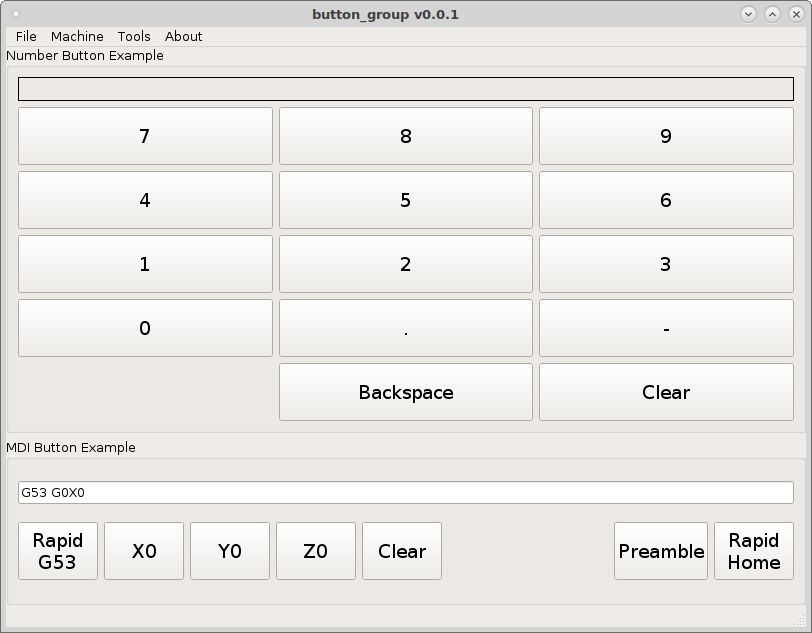 button_group v0.0.1
File Machine Tools About
Number Button Example
7 8 9
4 5 6
1 2 3
0 . -
Backspace Clear
MDI Button Example
G53 G0X0
Rapid
G53
X0 Y0 Z0 Clear Preamble
Rapid
Home